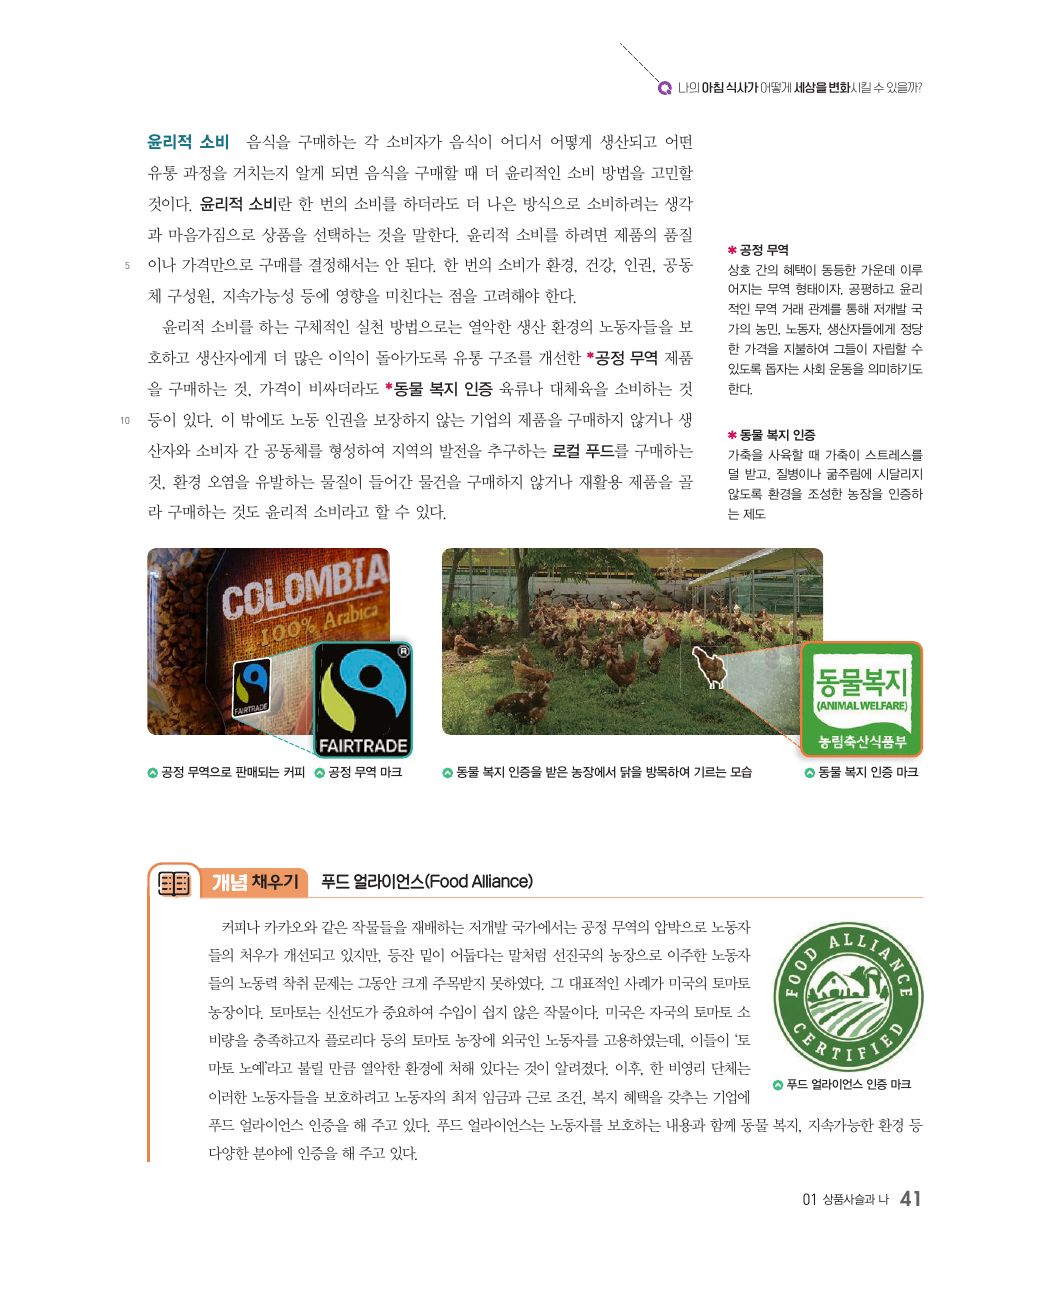 나의 아침 식사가 어떻게 세상을 변화시킬 수 있을까?
윤리적 소비 음식을 구매하는 각 소비자가 음식이 어디서 어떻게 생산되고 어떤
유통 과정을 거치는지 알게 되면 음식을 구매할 때 더 윤리적인 소비 방법을 고민할
것이다. 윤리적 소비란 한 번의 소비를 하더라도 더 나은 방식으로 소비하려는 생각
과 마음가짐으로 상품을 선택하는 것을 말한다. 윤리적 소비를 하려면 제품의 품질
5 이나 가격만으로 구매를 결정해서는 안 된다. 한 번의 소비가 환경, 건강, 인권, 공동
체 구성원, 지속가능성 등에 영향을 미친다는 점을 고려해야 한다.
윤리적 소비를 하는 구체적인 실천 방법으로는 열악한 생산 환경의 노동자들을 보
호하고 생산자에게 더 많은 이익이 돌아가도록 유통 구조를 개선한 *공정 무역 제품
을 구매하는 것, 가격이 비싸더라도 *동물 복지 인증 육류나 대체육을 소비하는 것
10 등이 있다. 이 밖에도 노동 인권을 보장하지 않는 기업의 제품을 구매하지 않거나 생
산자와 소비자 간 공동체를 형성하여 지역의 발전을 추구하는 로컬 푸드를 구매하는
것, 환경 오염을 유발하는 물질이 들어간 물건을 구매하지 않거나 재활용 제품을 골
라 구매하는 것도 윤리적 소비라고 할 수 있다.
* 공정 무역
상호 간의 혜택이 동등한 가운데 이루
어지는 무역 형태이자, 공평하고 윤리
적인 무역 거래 관계를 통해 저개발 국
가의 농민, 노동자, 생산자들에게 정당
한 가격을 지불하여 그들이 자립할 수
있도록 돕자는 사회 운동을 의미하기도
한다.
* 동물 복지 인증
가축을 사육할 때 가축이 스트레스를
덜 받고, 질병이나 굶주림에 시달리지
않도록 환경을 조성한 농장을 인증하
는 제도
COLOMBIA
100% Arabica
FAIRTRADE
®
FAIRTRADE
동물복지
(ANIMAL WELFARE)
농림축산식품부
공정 무역으로 판매되는 커피
공정 무역 마크
동물 복지 인증을 받은 농장에서 닭을 방목하여 기르는 모습
동물 복지 인증 마크
개념 채우기 푸드 얼라이언스(Food Alliance)
커피나 카카오와 같은 작물들을 재배하는 저개발 국가에서는 공정 무역의 압박으로 노동자
들의 처우가 개선되고 있지만, 등잔 밑이 어둡다는 말처럼 선진국의 농장으로 이주한 노동자
들의 노동력 착취 문제는 그동안 크게 주목받지 못하였다. 그 대표적인 사례가 미국의 토마토
농장이다. 토마토는 신선도가 중요하여 수입이 쉽지 않은 작물이다. 미국은 자국의 토마토 소
비량을 충족하고자 플로리다 등의 토마토 농장에 외국인 노동자를 고용하였는데, 이들이 ‘토
마토 노예’라고 불릴 만큼 열악한 환경에 처해 있다는 것이 알려졌다. 이후, 한 비영리 단체는
이러한 노동자들을 보호하려고 노동자의 최저 임금과 근로 조건, 복지 혜택을 갖추는 기업에
푸드 얼라이언스 인증을 해 주고 있다. 푸드 얼라이언스는 노동자를 보호하는 내용과 함께 동물 복지, 지속가능한 환경 등
다양한 분야에 인증을 해 주고 있다.
FOOD ALLIANCE
CERTIFIED
푸드 얼라이언스 인증 마크
01 상품사슬과 나 41